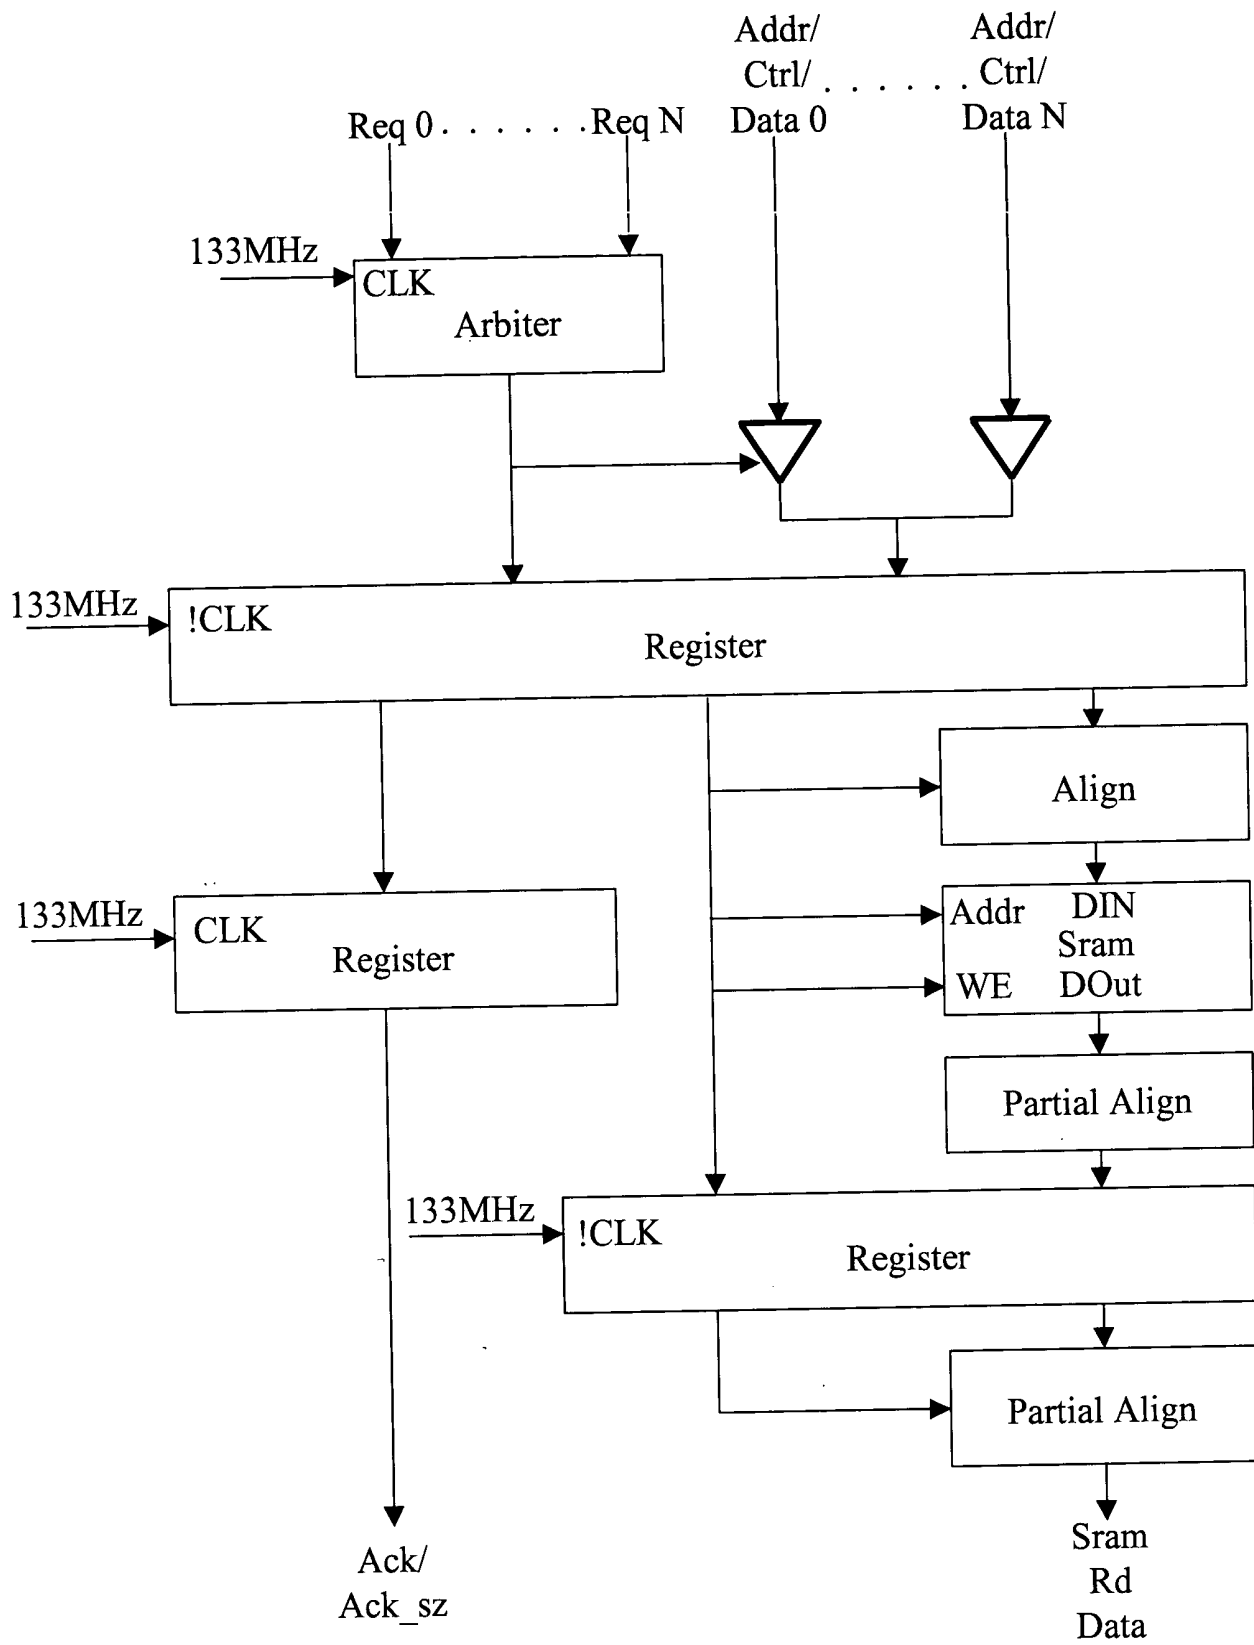 Addr/
Ctrl/
Data 0
. . . . . .
Addr/
Ctrl/
Data N
Req 0 . . . . . . Req N
133MHz
CLK
Arbiter
133MHz
!CLK
Register
Align
133MHz
CLK
Register
Addr DIN
Sram
WE DOut
Partial Align
133MHz
!CLK
Register
Partial Align
Ack/
Ack_sz
Sram
Rd
Data